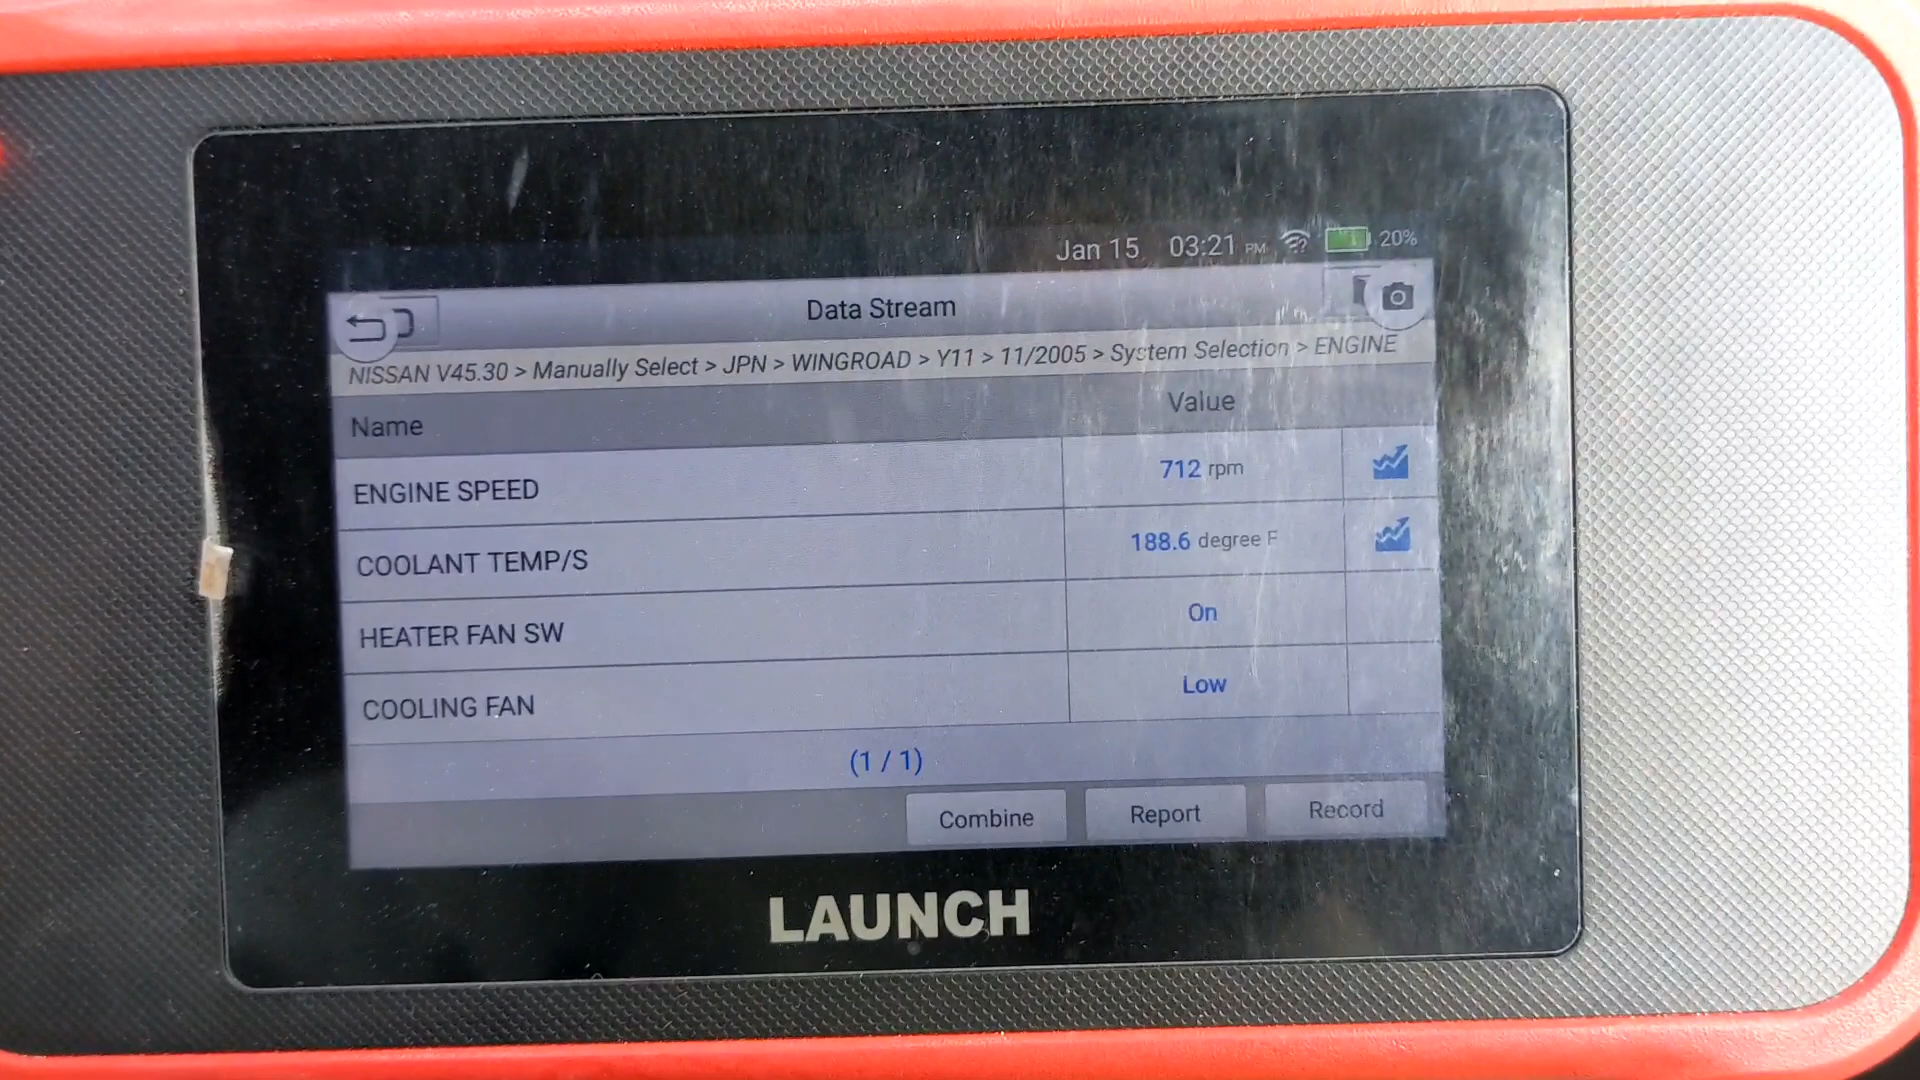 Jan 15 03:21 PM 20%
Data Stream
NISSAN V45.30 > Manually Select > JPN > WINGROAD > Y11 > 11/2005 > System Selection > ENGINE
Name Value
ENGINE SPEED 712 rpm
COOLANT TEMP/S 188.6 degree F
HEATER FAN SW On
COOLING FAN Low
(1 / 1)
Combine Report Record
LAUNCH